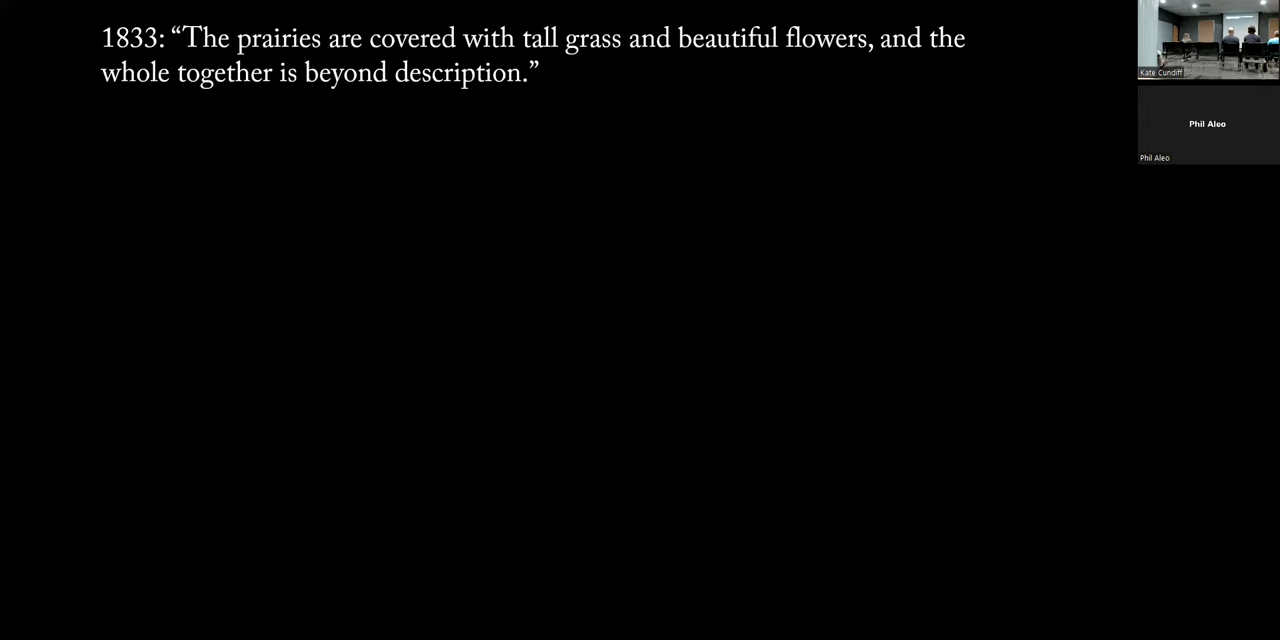 1833: “The prairies are covered with tall grass and beautiful flowers, and the
whole together is beyond description.”
Kate Cundiff
Phil Aleo
Phil Aleo